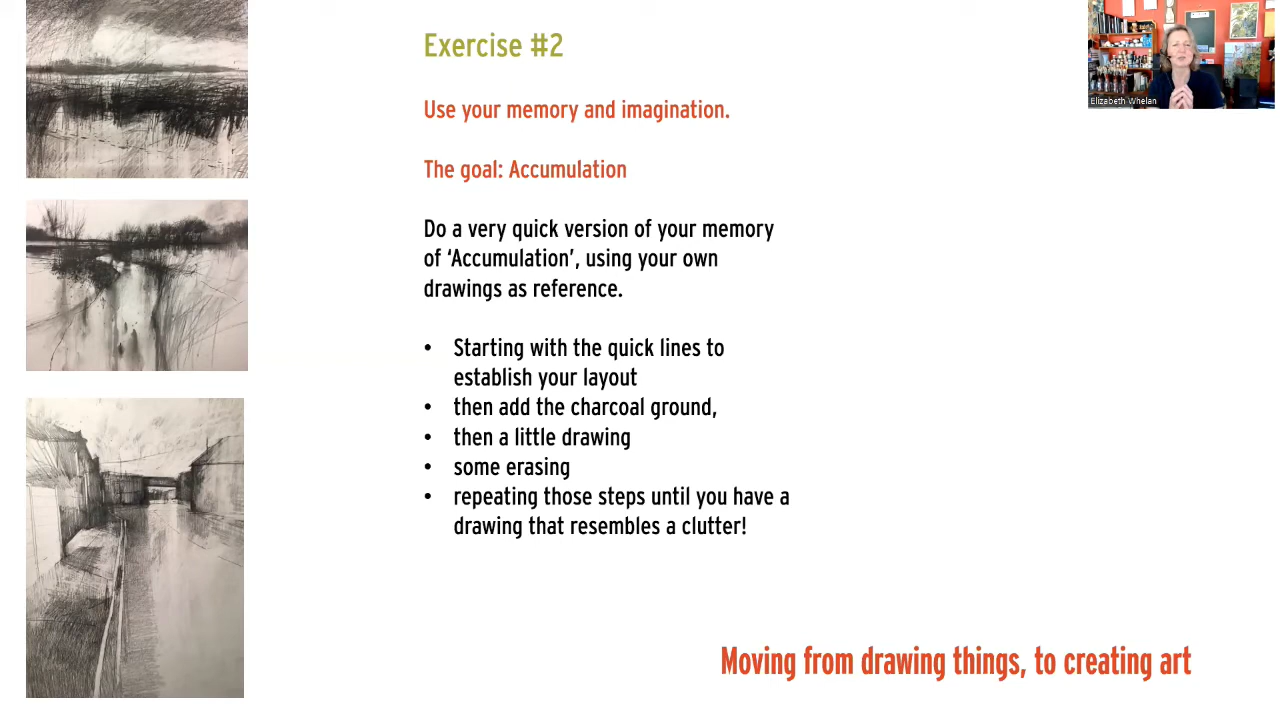 Exercise #2
Elizabeth Whelan
Use your memory and imagination.
The goal: Accumulation
Do a very quick version of your memory
of ‘Accumulation’, using your own
drawings as reference.
• Starting with the quick lines to
establish your layout
• then add the charcoal ground,
• then a little drawing
• some erasing
• repeating those steps until you have a
drawing that resembles a clutter!
Moving from drawing things, to creating art